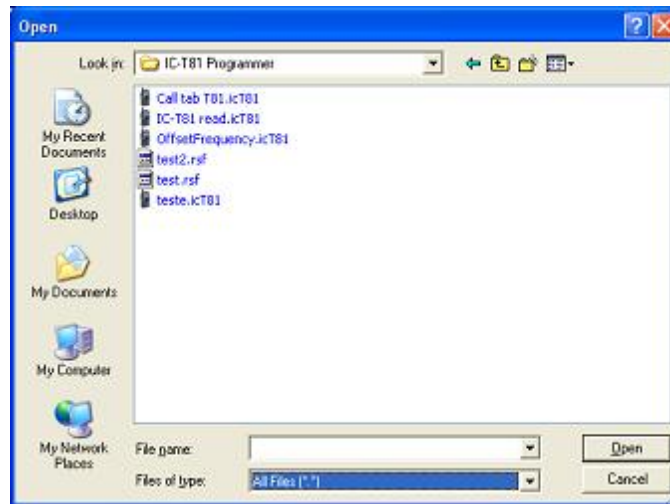 Open
Look in: IC-T81 Programmer
My Recent
Documents
Desktop
My Documents
My Computer
My Network
Places
Call tab T81.icT81
IC-T81 read.icT81
OffsetFrequency.icT81
test2.rsf
test.rsf
teste.icT81
File name:
Open
Files of type: All Files (*.*)
Cancel